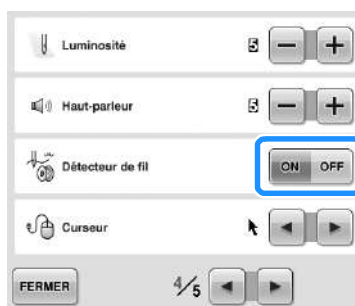 Luminosité 5 − +
Haut-parleur 5 − +
Détecteur de fil ON OFF
Curseur
FERMER 4/5